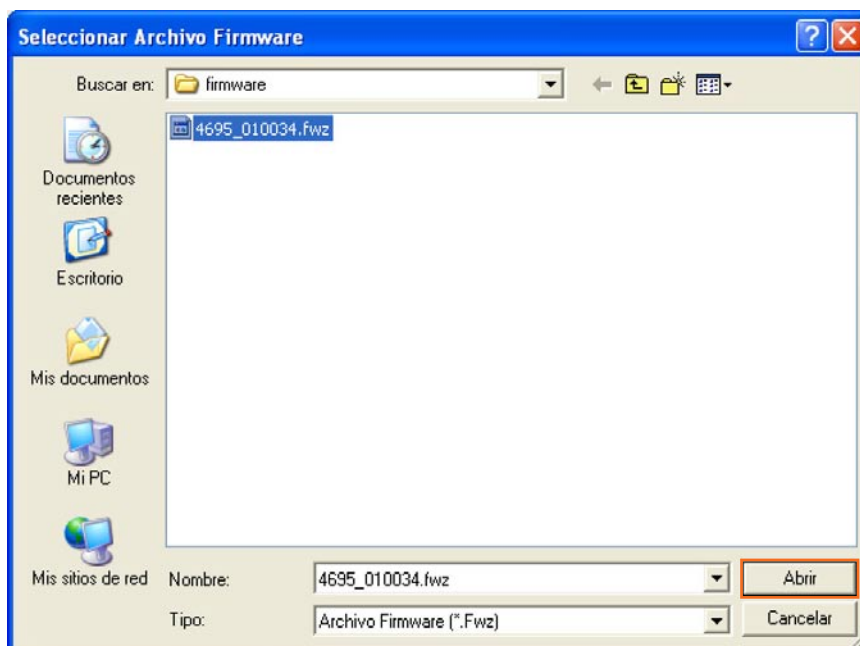 Seleccionar Archivo Firmware
Buscar en: firmware
4695_010034.fwz
Documentos
recientes
Escritorio
Mis documentos
Mi PC
Mis sitios de red
Nombre: 4695_010034.fwz Abrir
Tipo: Archivo Firmware (*.Fwz) Cancelar